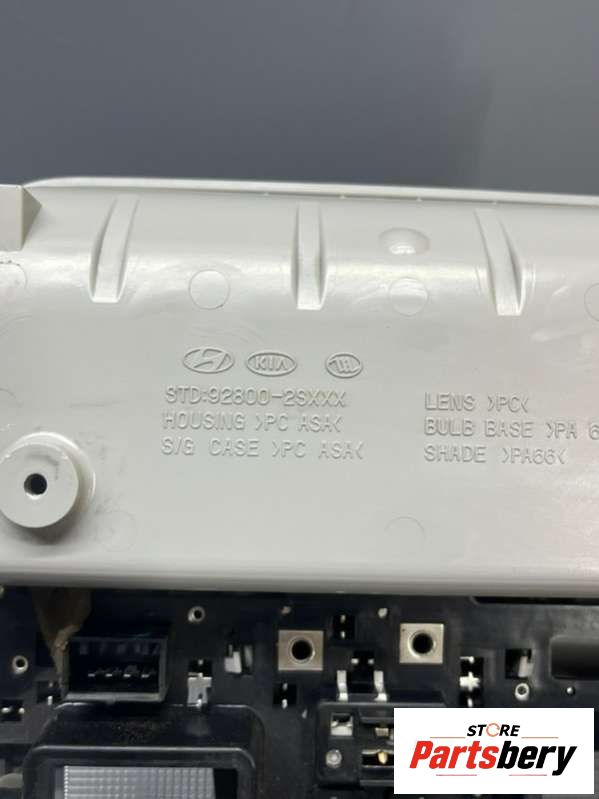 KIA
STD:92800-2SXXX
HOUSING >PC ASA<
S/G CASE >PC ASA<
LENS >PC<
BULB BASE >PA 6
SHADE >PA66<
STORE
Partsbery